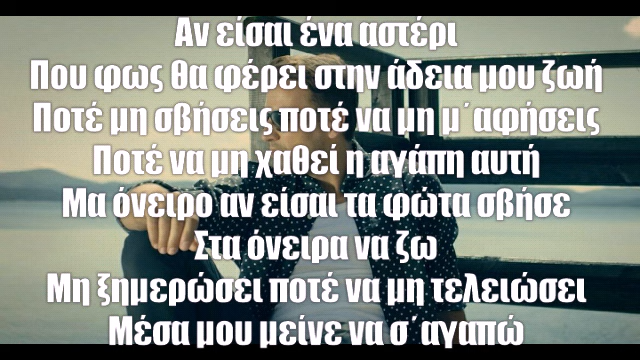 Αν είσαι ένα αστέρι
Που φως θα φέρει στην άδεια μου ζωή
Ποτέ μη σβήσεις ποτέ να μη μ΄αφήσεις
Ποτέ να μη χαθεί η αγάπη αυτή
Μα όνειρο αν είσαι τα φώτα σβήσε
Στα όνειρα να ζω
Μη ξημερώσει ποτέ να μη τελειώσει
Μέσα μου μείνε να σ΄αγαπώ